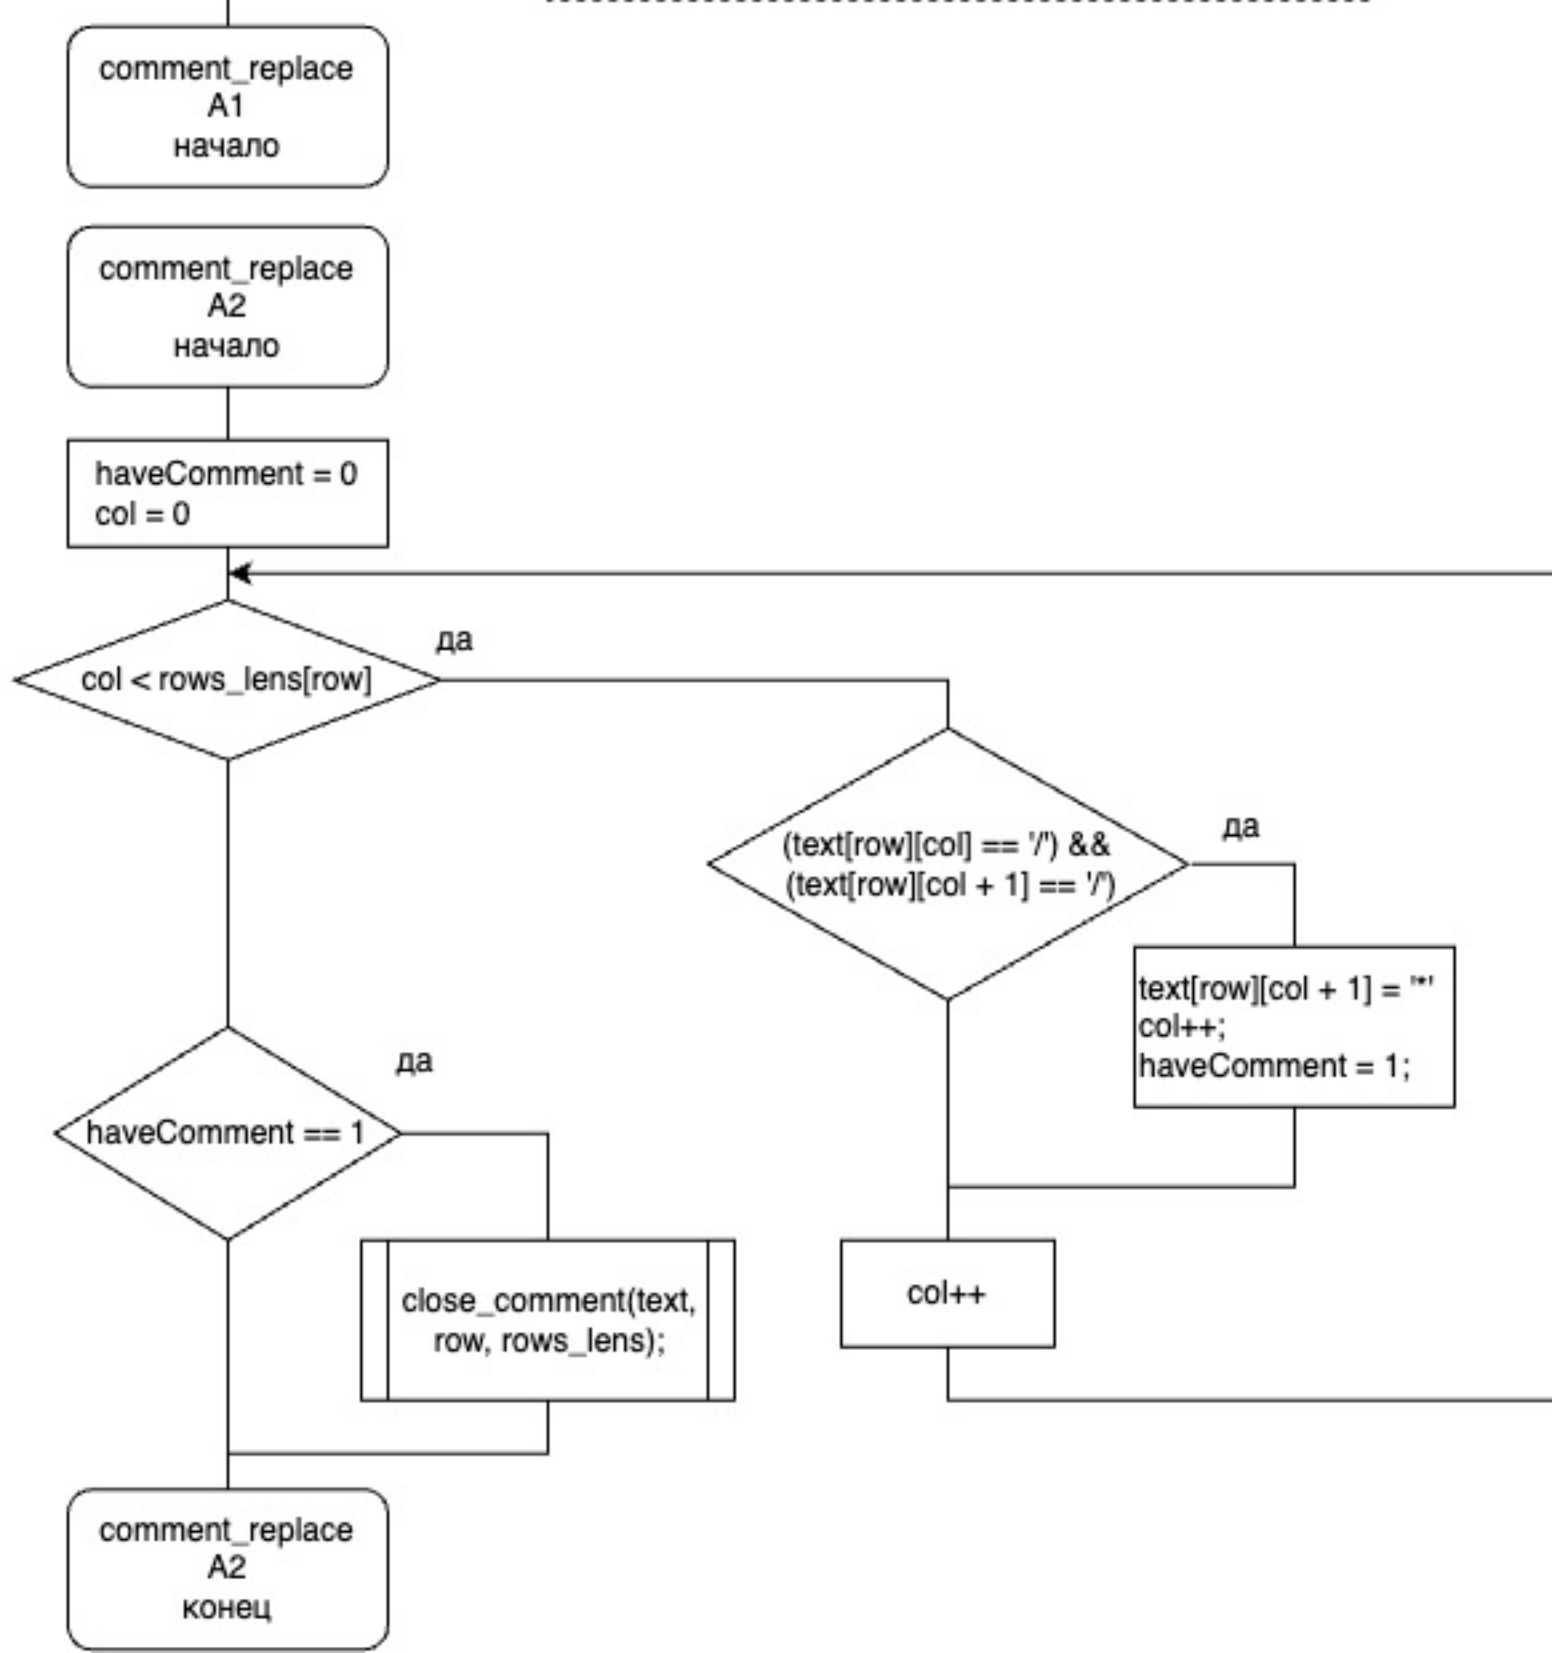 comment_replace
A1
начало
comment_replace
A2
начало
haveComment = 0
col = 0
col < rows_lens[row]
да
(text[row][col] == '/') &&
(text[row][col + 1] == '/')
да
text[row][col + 1] = '*'
col++;
haveComment = 1;
haveComment == 1
да
close_comment(text,
row, rows_lens);
col++
comment_replace
A2
конец